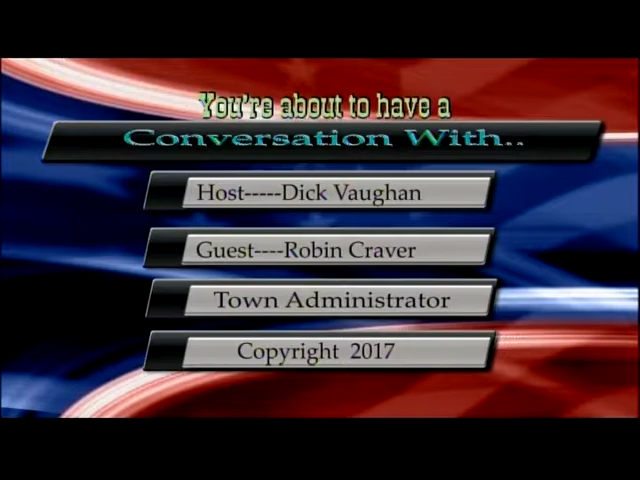 You're about to have a
Conversation With..
Host-----Dick Vaughan
Guest----Robin Craver
Town Administrator
Copyright 2017